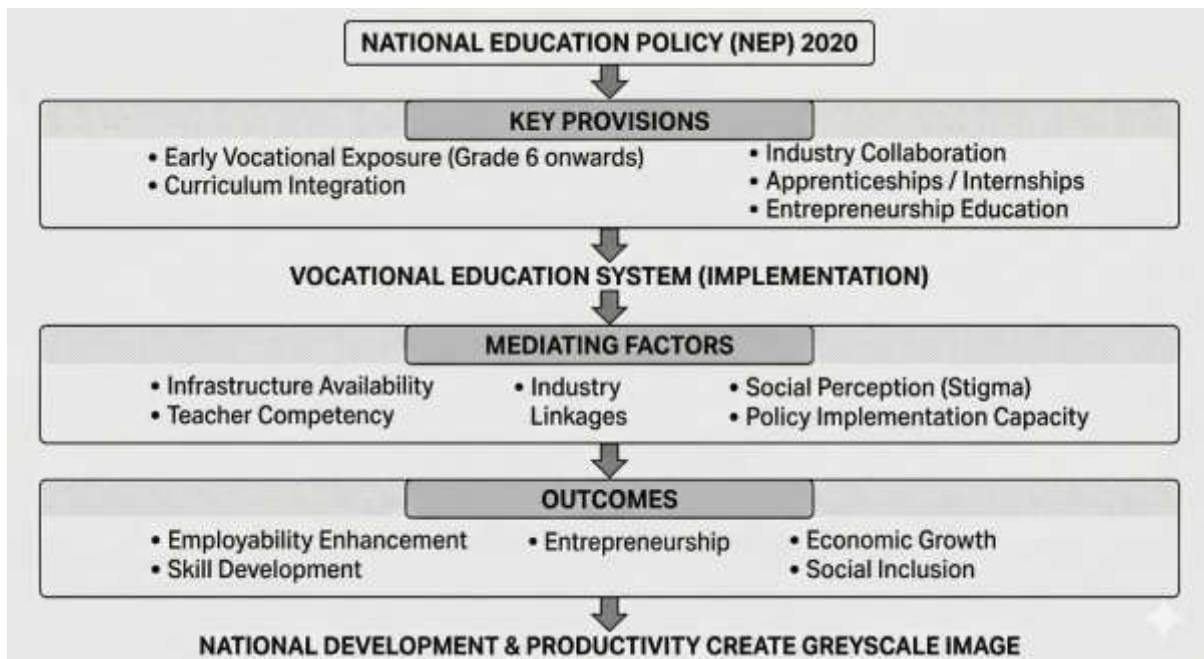 NATIONAL EDUCATION POLICY (NEP) 2020
KEY PROVISIONS
• Early Vocational Exposure (Grade 6 onwards)
• Curriculum Integration
• Industry Collaboration
• Apprenticeships / Internships
• Entrepreneurship Education
VOCATIONAL EDUCATION SYSTEM (IMPLEMENTATION)
MEDIATING FACTORS
• Infrastructure Availability
• Teacher Competency
• Industry
Linkages
• Social Perception (Stigma)
• Policy Implementation Capacity
OUTCOMES
• Employability Enhancement
• Skill Development
• Entrepreneurship
• Economic Growth
• Social Inclusion
NATIONAL DEVELOPMENT & PRODUCTIVITY CREATE GREYSCALE IMAGE